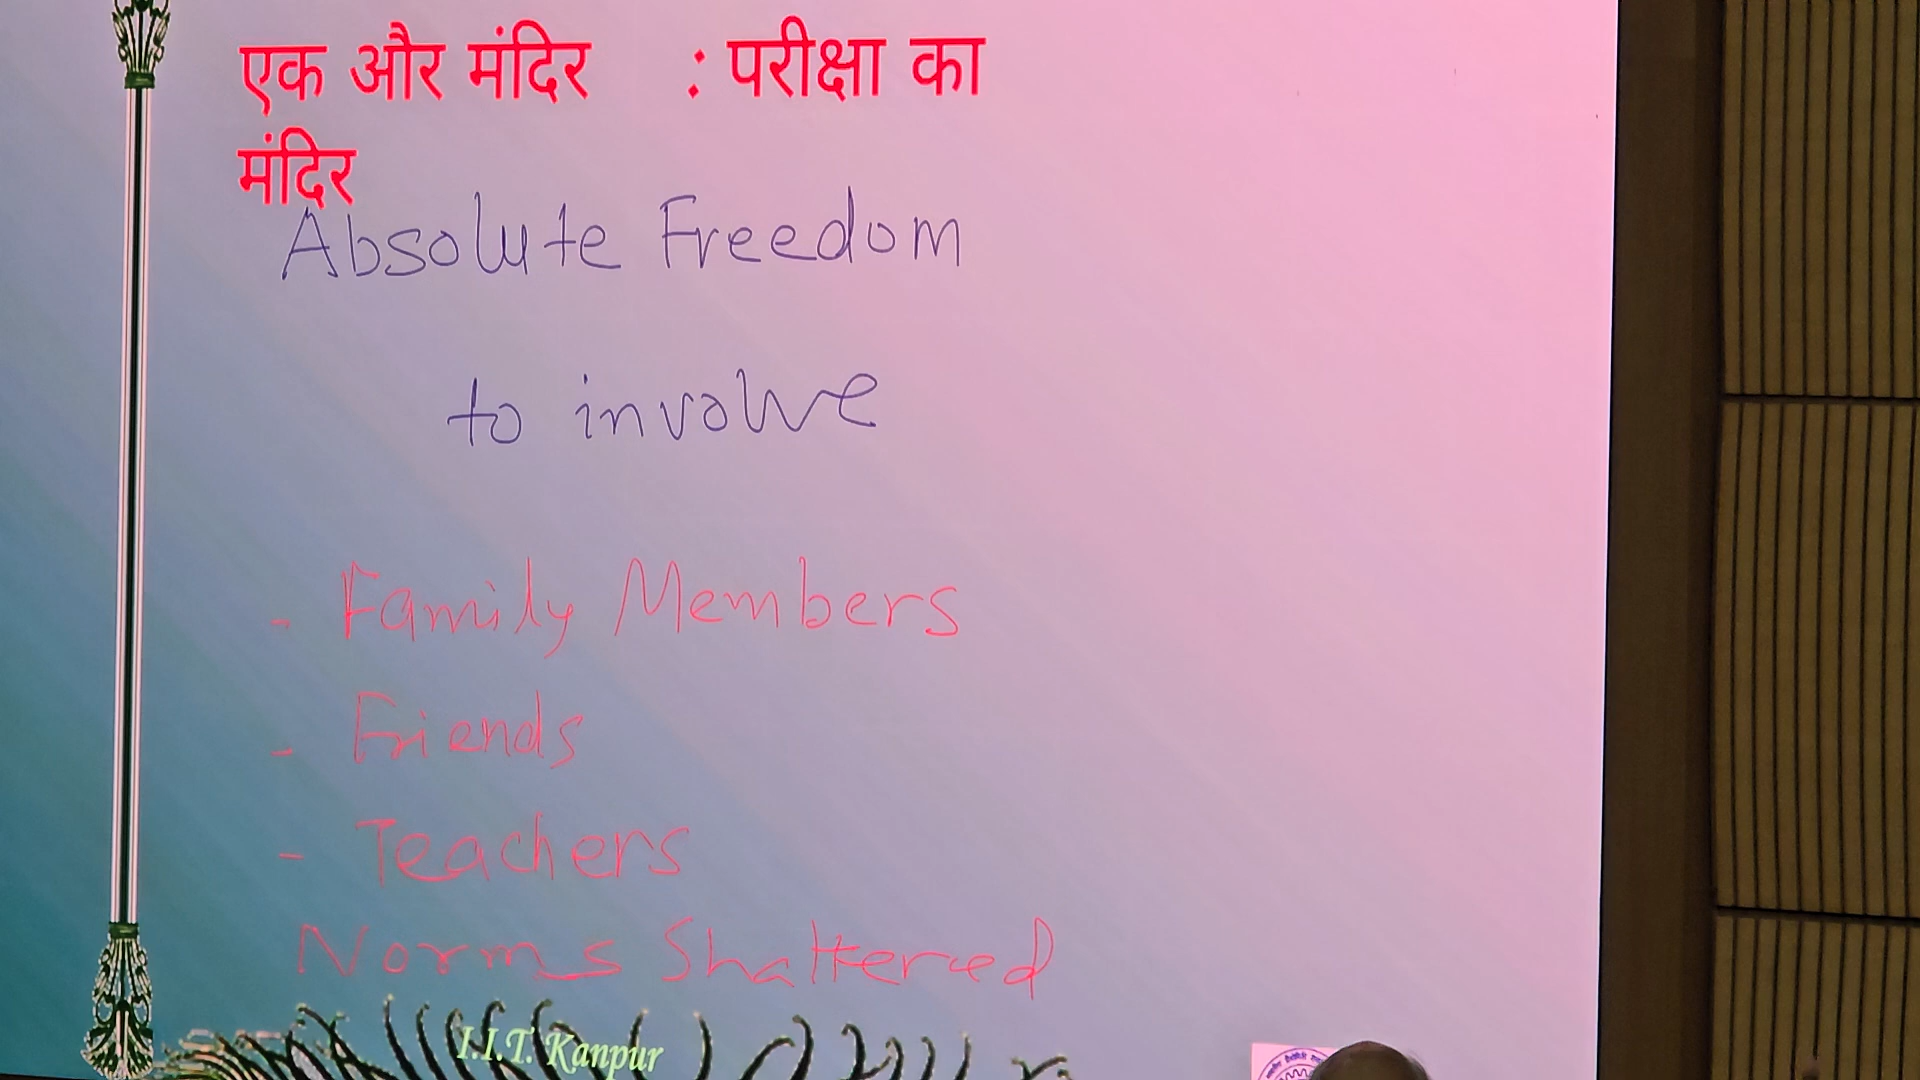 एक और मंदिर : परीक्षा का
मंदिर
Absolute Freedom
to involve
- Family Members
- Friends
- Teachers
Norms Shattered
I.I.T. Kanpur